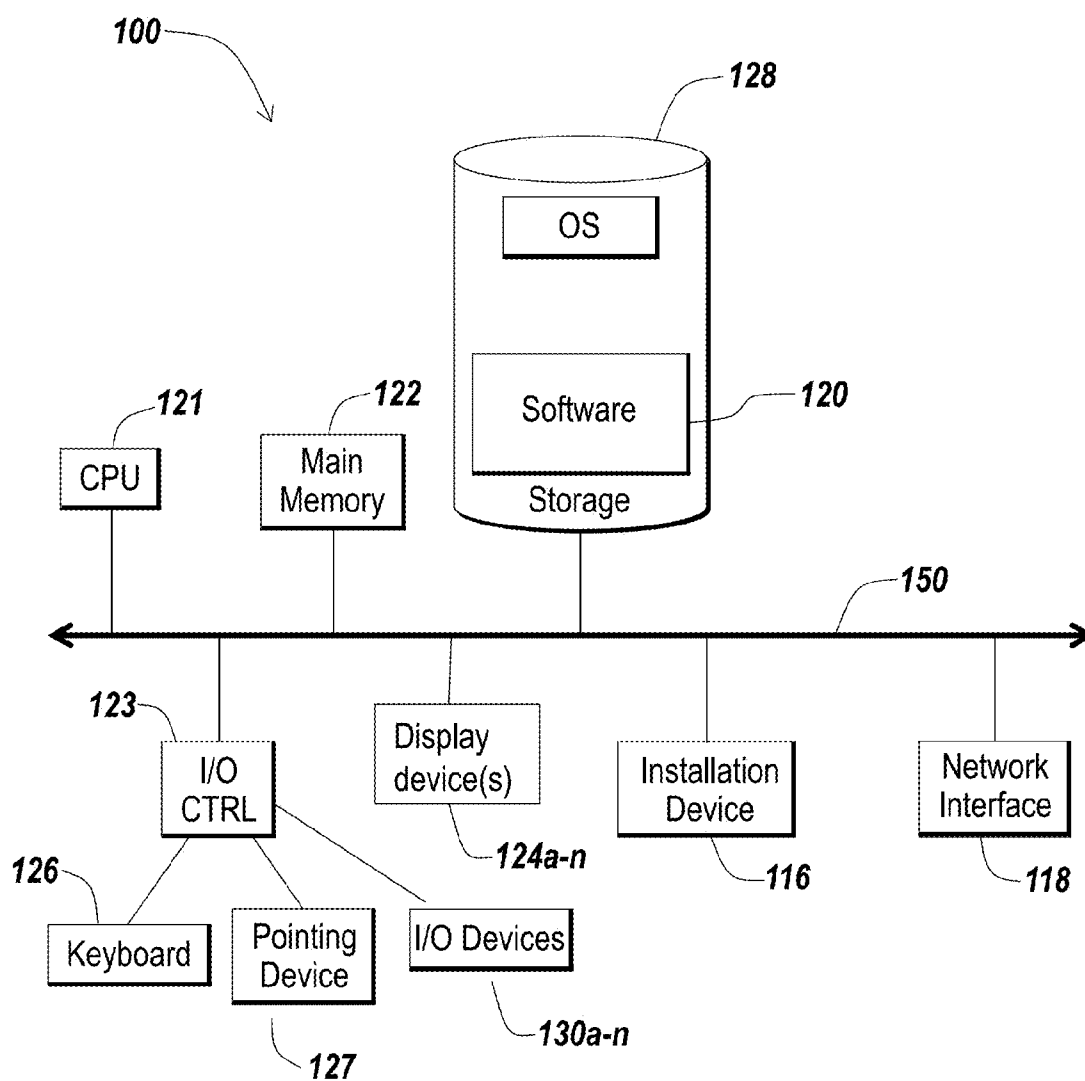 100
128
OS
Software
120
Storage
121
CPU
122
Main
Memory
150
123
I/O
CTRL
Display
device(s)
124a-n
Installation
Device
116
Network
Interface
118
126
Keyboard
Pointing
Device
127
I/O Devices
130a-n